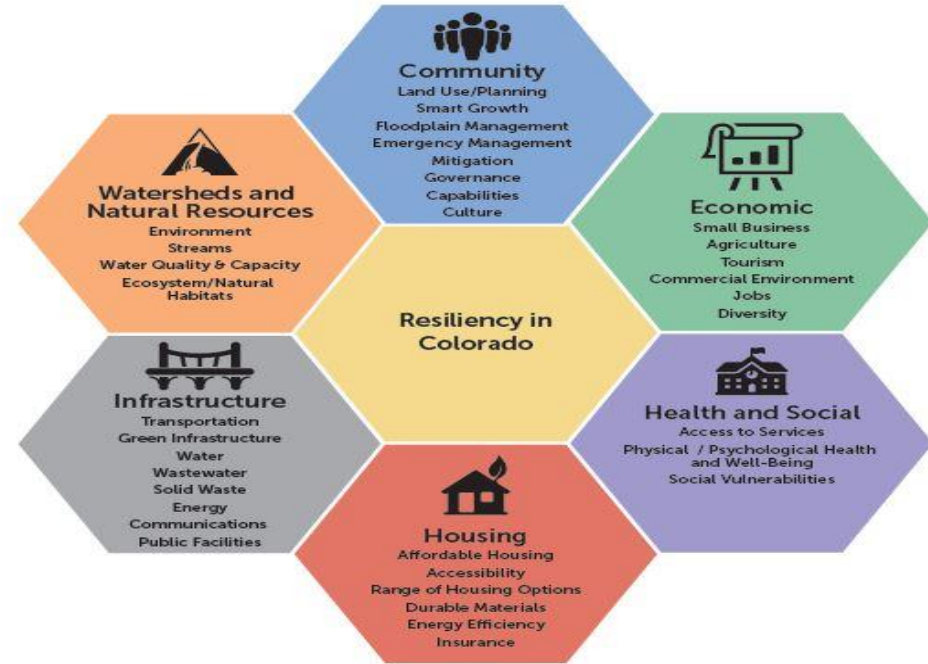 Community
Land Use/Planning
Smart Growth
Floodplain Management
Emergency Management
Mitigation
Governance
Capabilities
Culture
Watersheds and
Natural Resources
Environment
Streams
Water Quality & Capacity
Ecosystem/Natural
Habitats
Economic
Small Business
Agriculture
Tourism
Commercial Environment
Jobs
Diversity
Resiliency in
Colorado
Infrastructure
Transportation
Green Infrastructure
Water
Wastewater
Solid Waste
Energy
Communications
Public Facilities
Health and Social
Access to Services
Physical / Psychological Health
and Well-Being
Social Vulnerabilities
Housing
Affordable Housing
Accessibility
Range of Housing Options
Durable Materials
Energy Efficiency
Insurance